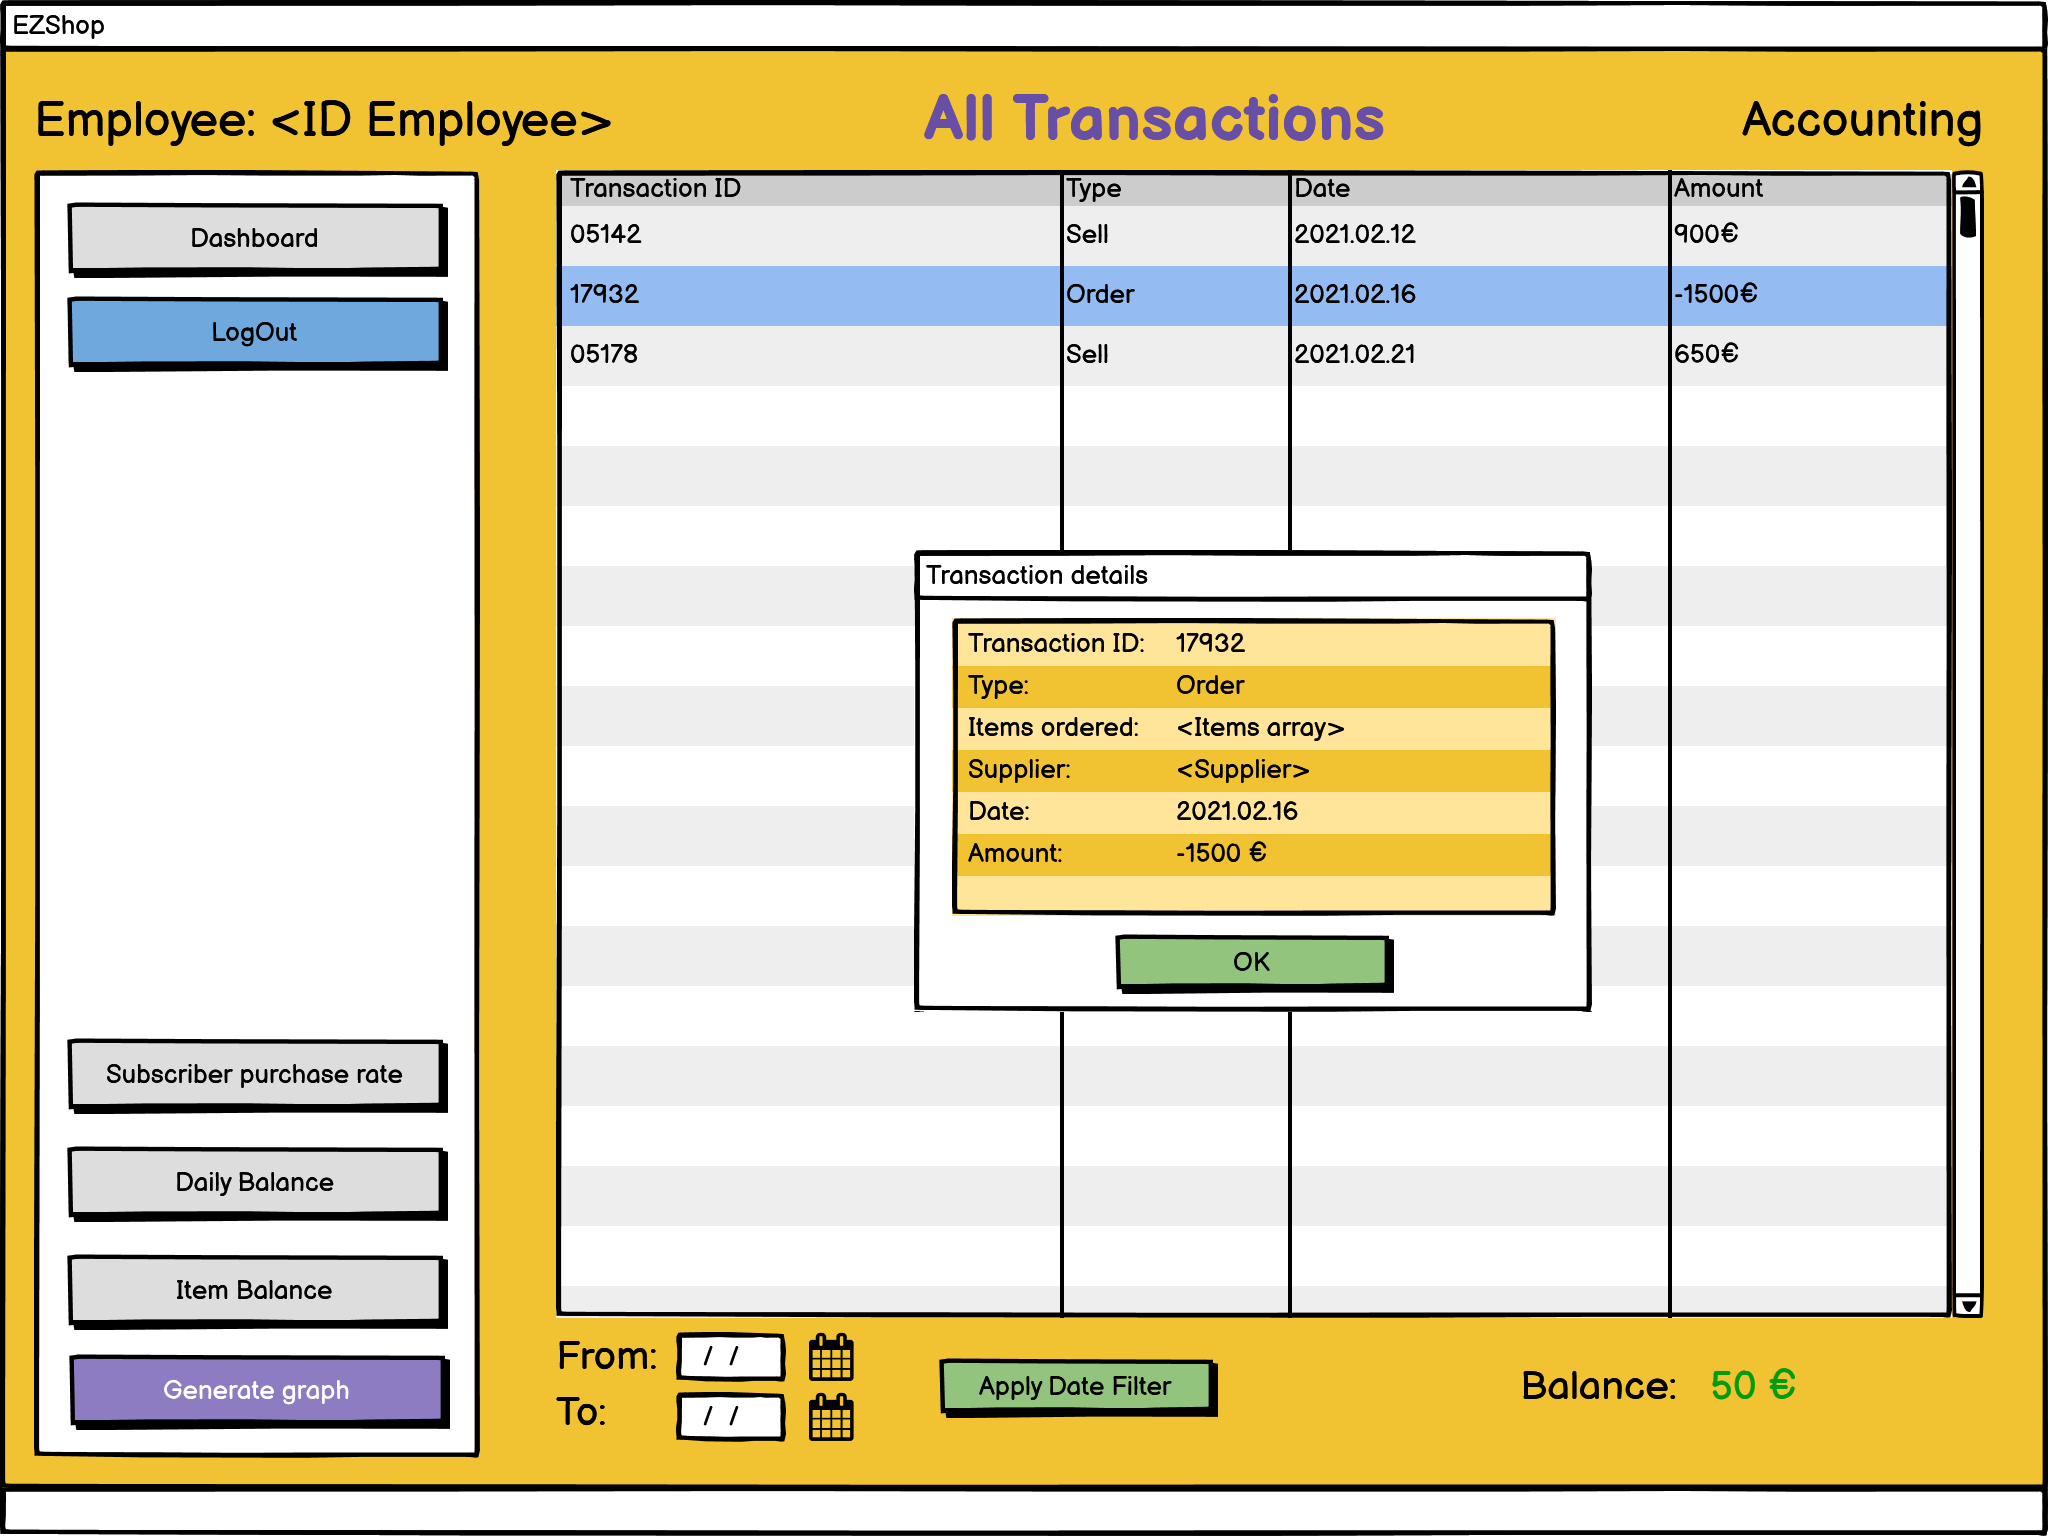 EZShop
Employee: <ID Employee>
All Transactions
Accounting
Dashboard
LogOut
Subscriber purchase rate
Daily Balance
Item Balance
Generate graph
Transaction ID Type Date Amount
05142 Sell 2021.02.12 900€
17932 Order 2021.02.16 -1500€
05178 Sell 2021.02.21 650€
Transaction details
Transaction ID: 17932
Type: Order
Items ordered: <Items array>
Supplier: <Supplier>
Date: 2021.02.16
Amount: -1500 €
OK
From: / /
To: / /
Apply Date Filter
Balance: 50 €